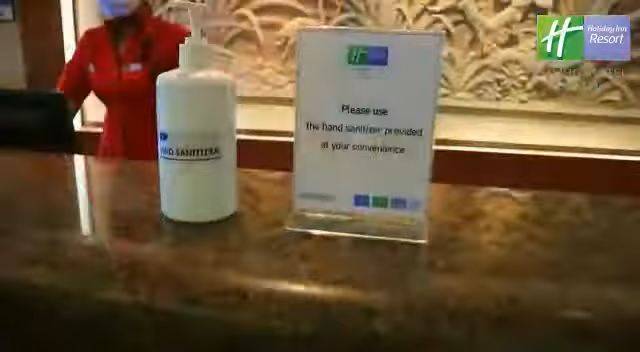 Holiday Inn
Resort
Please use
the hand sanitizer provided
at your convenience
HAND SANITIZER